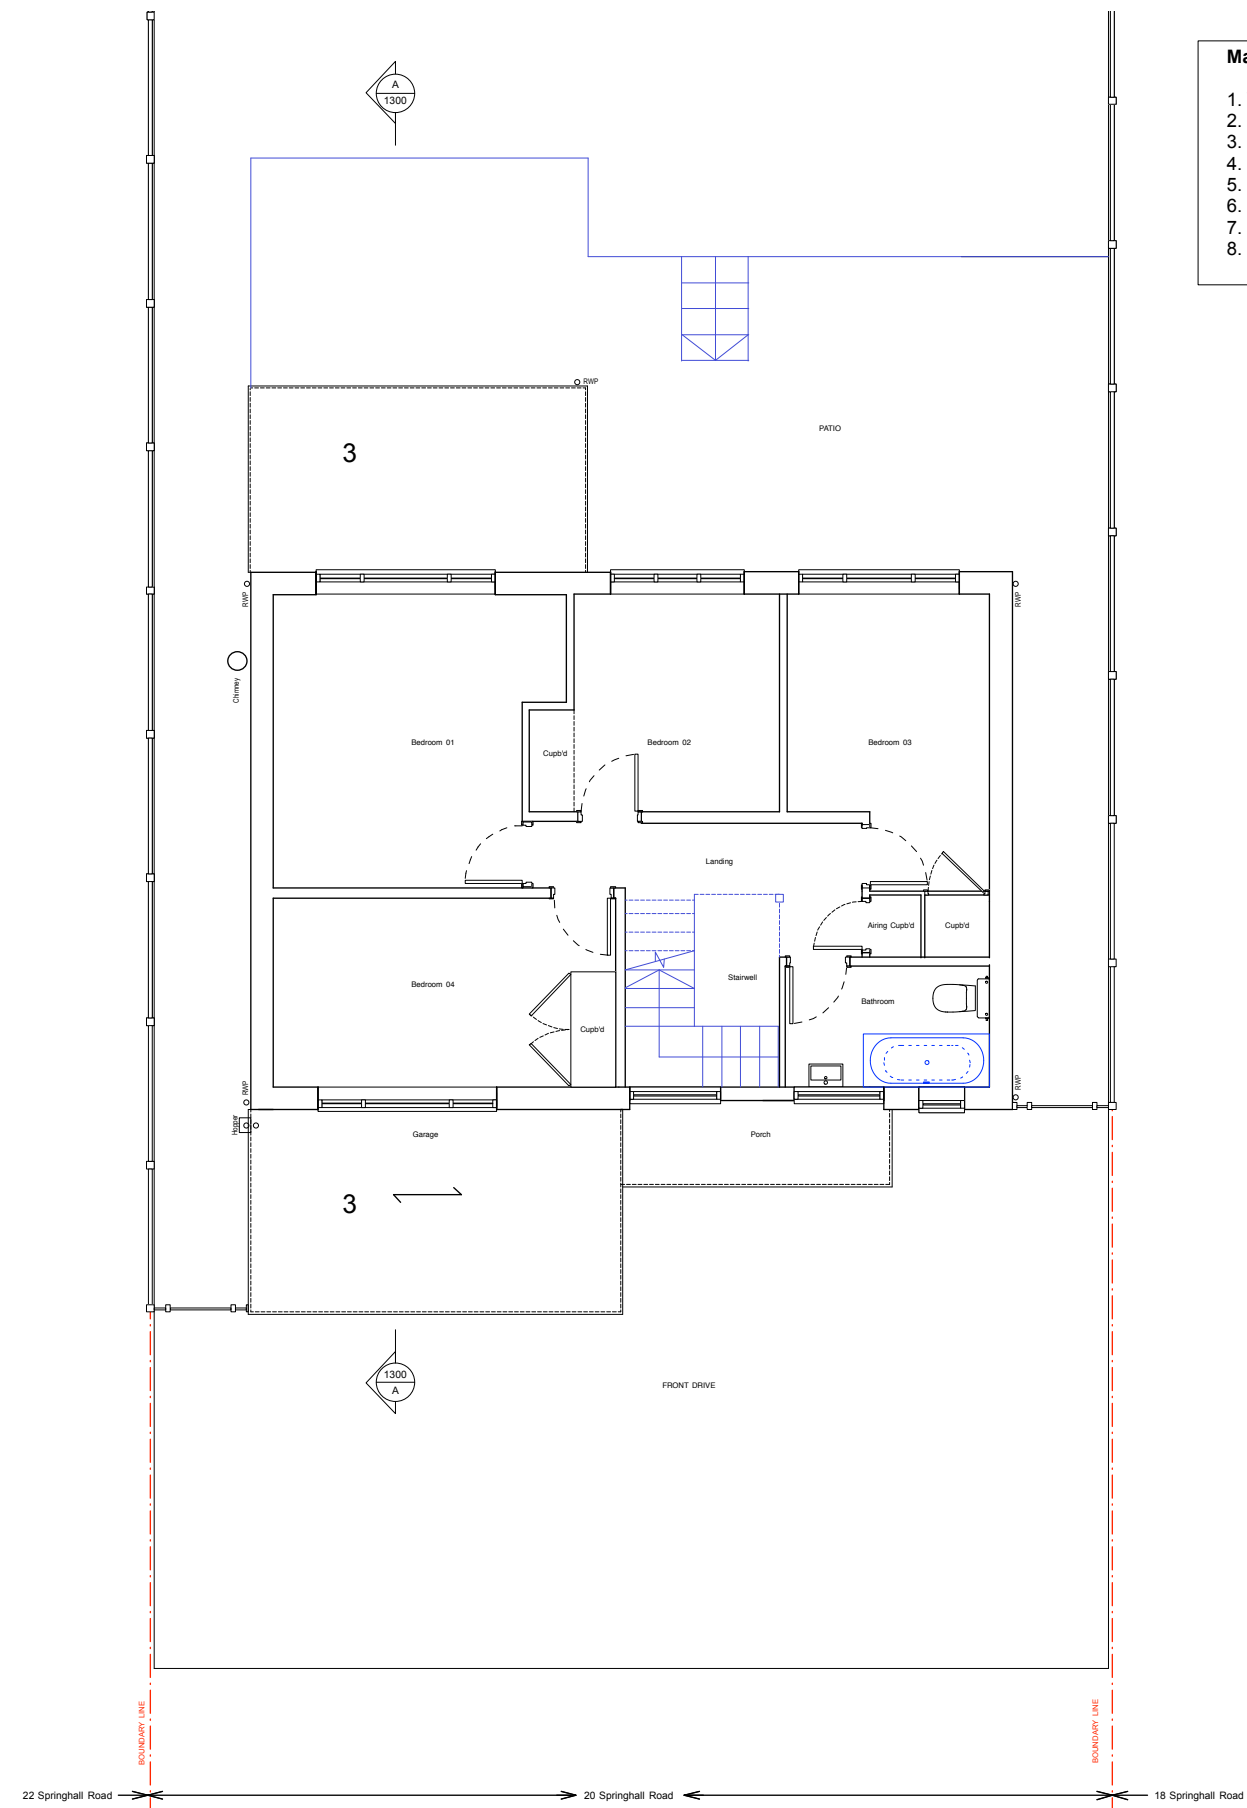 Ma
1.
2.
3.
4.
5.
6.
7.
8.
A
1300
RWP
3
PATIO
RWP
RWP
Chimney
Bedroom 01
Cupb'd
Bedroom 02
Bedroom 03
Landing
Airing Cupb'd
Cupb'd
Stairwell
Bedroom 04
Bathroom
Cupb'd
RWP
RWP
Hopper
Garage
Porch
3
1300
A
FRONT DRIVE
BOUNDARY LINE
BOUNDARY LINE
22 Springhall Road
20 Springhall Road
18 Springhall Road